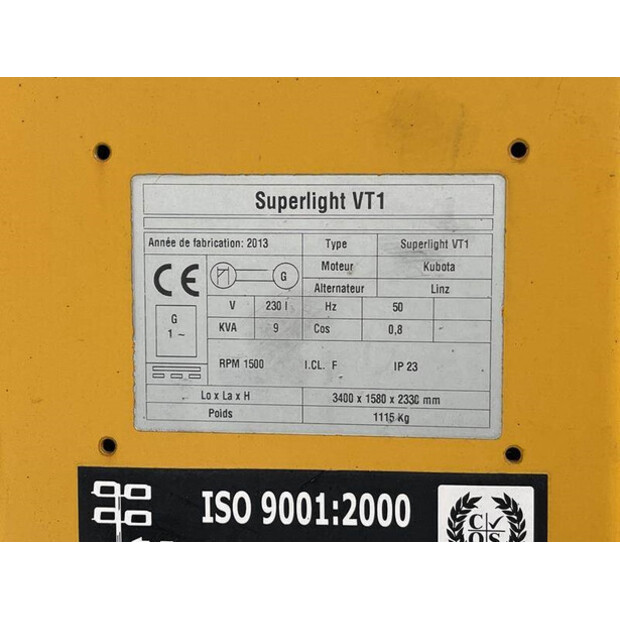 Superlight VT1
Année de fabrication: 2013 Type Superlight VT1
Moteur Kubota
CE G
Alternateur Linz
V 230 I Hz 50
G
1 ~
KVA 9 Cos 0,8
RPM 1500 I.CL. F IP 23
Lo x La x H 3400 x 1580 x 2330 mm
Poids 1115 Kg
ISO 9001:2000
C
Q S